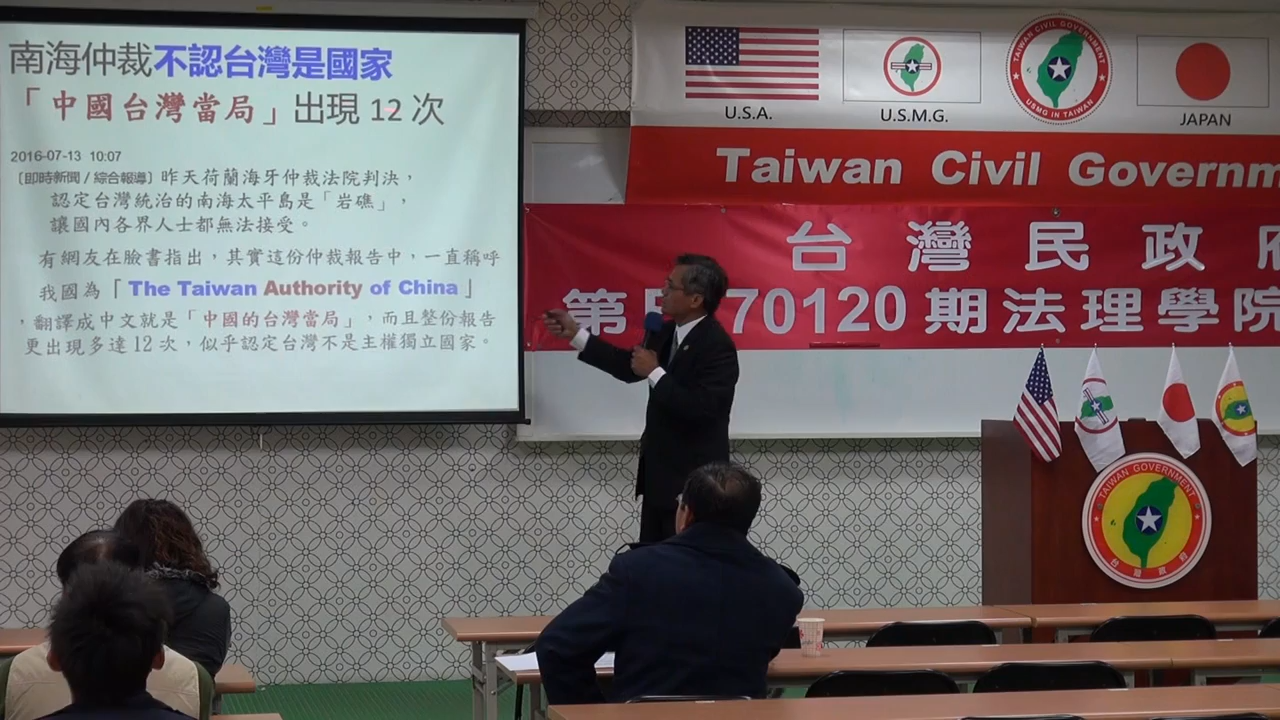 南海仲裁不認台灣是國家
「中國台灣當局」出現 12 次
2016-07-13 10:07
〔即時新聞 / 綜合報導〕昨天荷蘭海牙仲裁法院判決，
認定台灣統治的南海太平島是「岩礁」，
讓國內各界人士都無法接受。
有網友在臉書指出，其實這份仲裁報告中，一直稱呼
我國為「The Taiwan Authority of China」
，翻譯成中文就是「中國的台灣當局」，而且整份報告
更出現多達 12 次，似乎認定台灣不是主權獨立國家。
U.S.A.
U.S.M.G.
TAIWAN CIVIL GOVERNMENT
USMG IN TAIWAN
JAPAN
Taiwan Civil Governm
台灣民政府
第 70120 期法理學院
TAIWAN GOVERNMENT
台灣政府